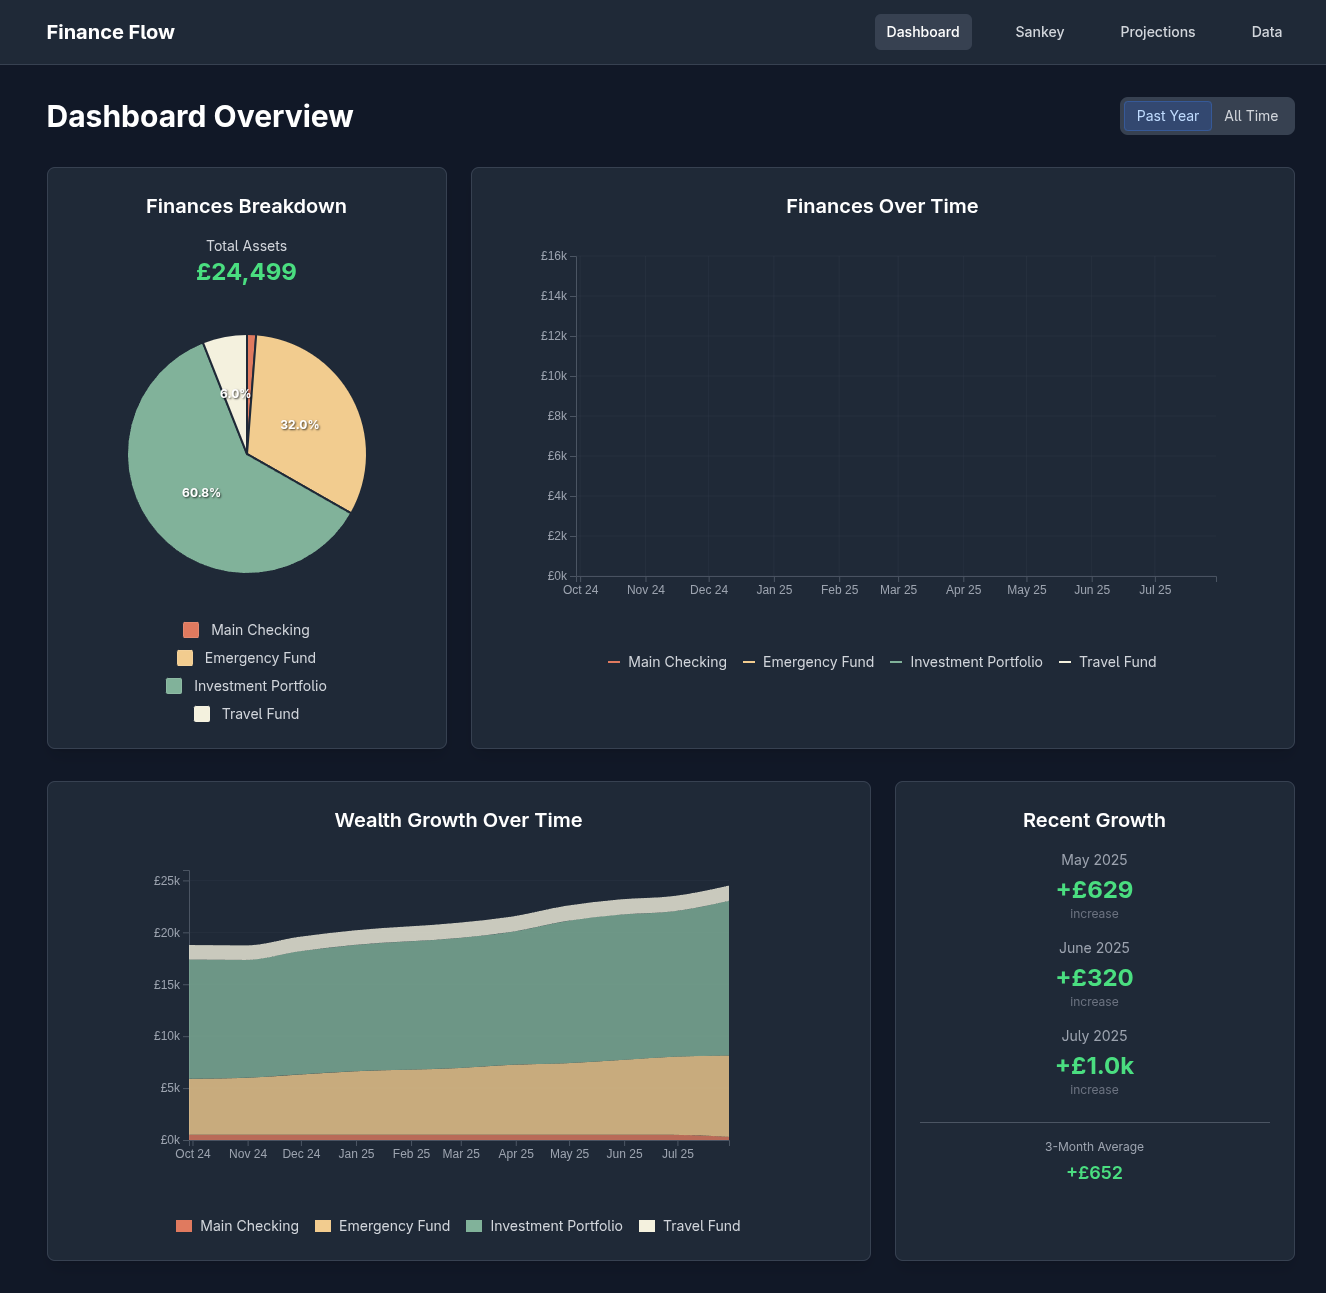 Finance Flow
Dashboard
Sankey
Projections
Data
Dashboard Overview
Past Year
All Time
Finances Breakdown
Total Assets
£24,499
6.0%
32.0%
60.8%
Main Checking
Emergency Fund
Investment Portfolio
Travel Fund
Finances Over Time
£16k
£14k
£12k
£10k
£8k
£6k
£4k
£2k
£0k
Oct 24 Nov 24 Dec 24 Jan 25 Feb 25 Mar 25 Apr 25 May 25 Jun 25 Jul 25
Main Checking Emergency Fund Investment Portfolio Travel Fund
Wealth Growth Over Time
£25k
£20k
£15k
£10k
£5k
£0k
Oct 24 Nov 24 Dec 24 Jan 25 Feb 25 Mar 25 Apr 25 May 25 Jun 25 Jul 25
Main Checking Emergency Fund Investment Portfolio Travel Fund
Recent Growth
May 2025
+£629
Increase
June 2025
+£320
Increase
July 2025
+£1.0k
Increase
3-Month Average
+£652